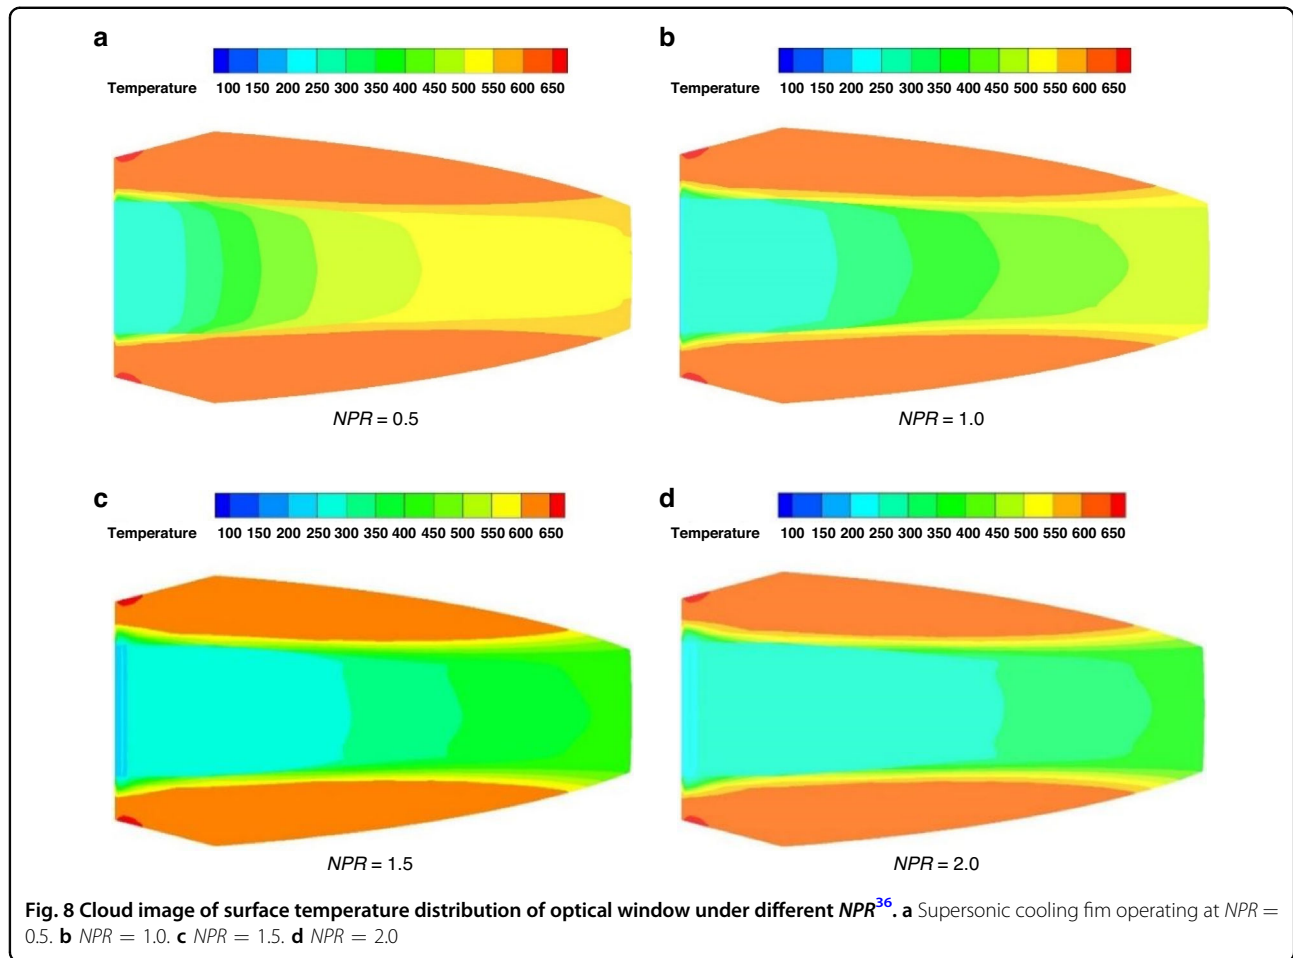 a
b
Temperature 100 150 200 250 300 350 400 450 500 550 600 650
Temperature 100 150 200 250 300 350 400 450 500 550 600 650
NPR = 0.5
NPR = 1.0
c
d
Temperature 100 150 200 250 300 350 400 450 500 550 600 650
Temperature 100 150 200 250 300 350 400 450 500 550 600 650
NPR = 1.5
NPR = 2.0
Fig. 8 Cloud image of surface temperature distribution of optical window under different NPR36. a Supersonic cooling fim operating at NPR =
0.5. b NPR = 1.0. c NPR = 1.5. d NPR = 2.0